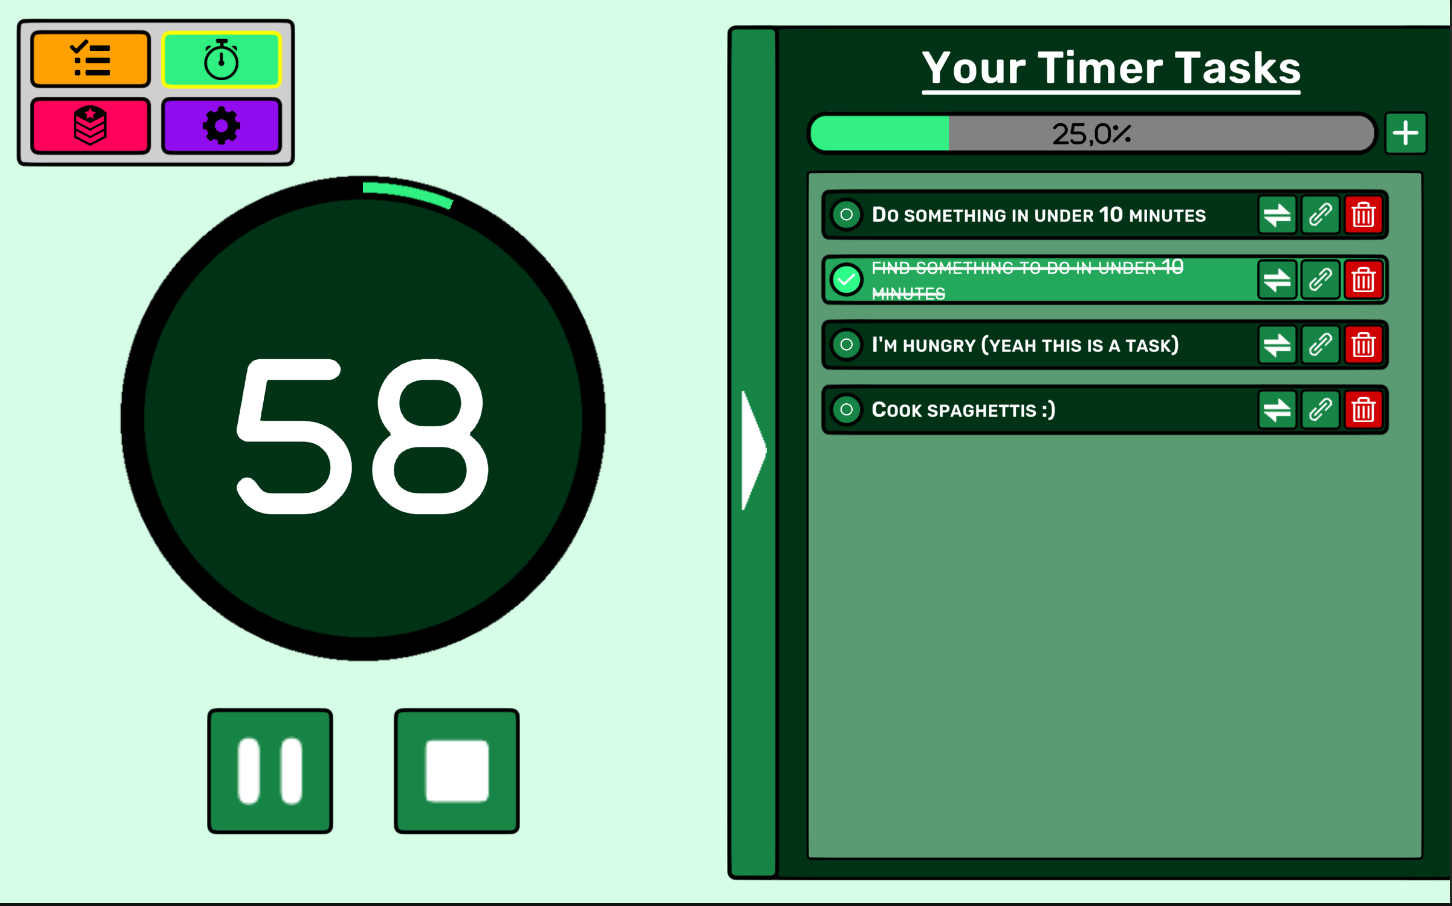 Your Timer Tasks
25,0%
58
Do something in under 10 minutes
find something to do in under 10
minutes
I'm hungry (yeah this is a task)
Cook spaghettis :)